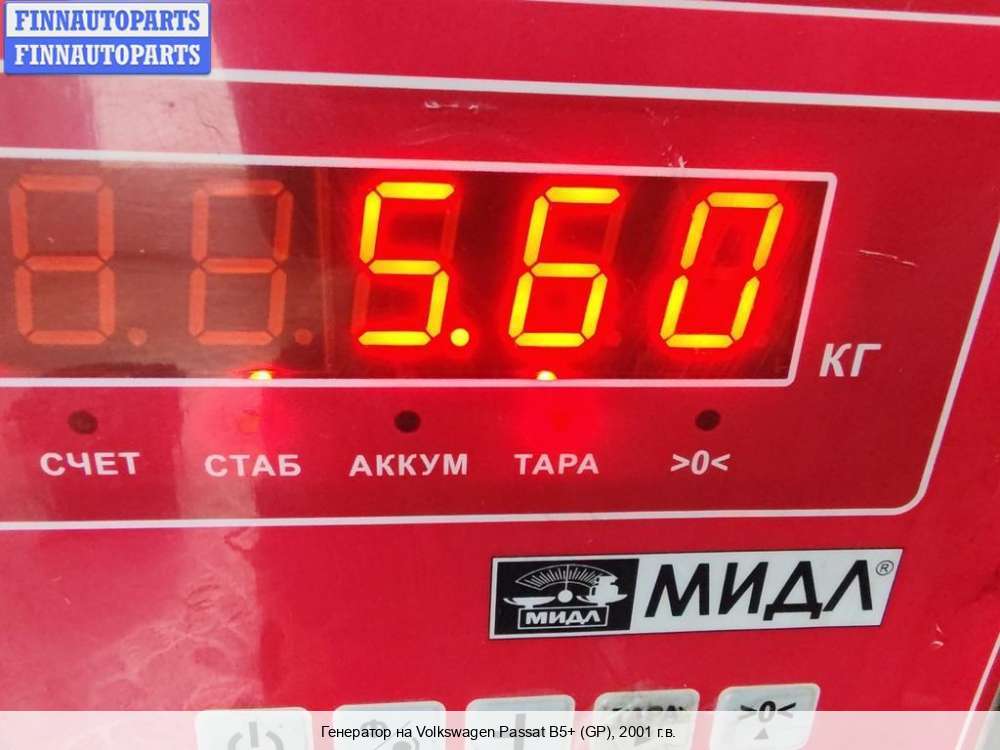 FINNAUTOPARTS
FINNAUTOPARTS
5.60
КГ
СЧЕТ СТАБ АККУМ ТАРА >0<
МИДЛ®
МИДЛ
>0<
Генератор на Volkswagen Passat B5+ (GP), 2001 г.в.